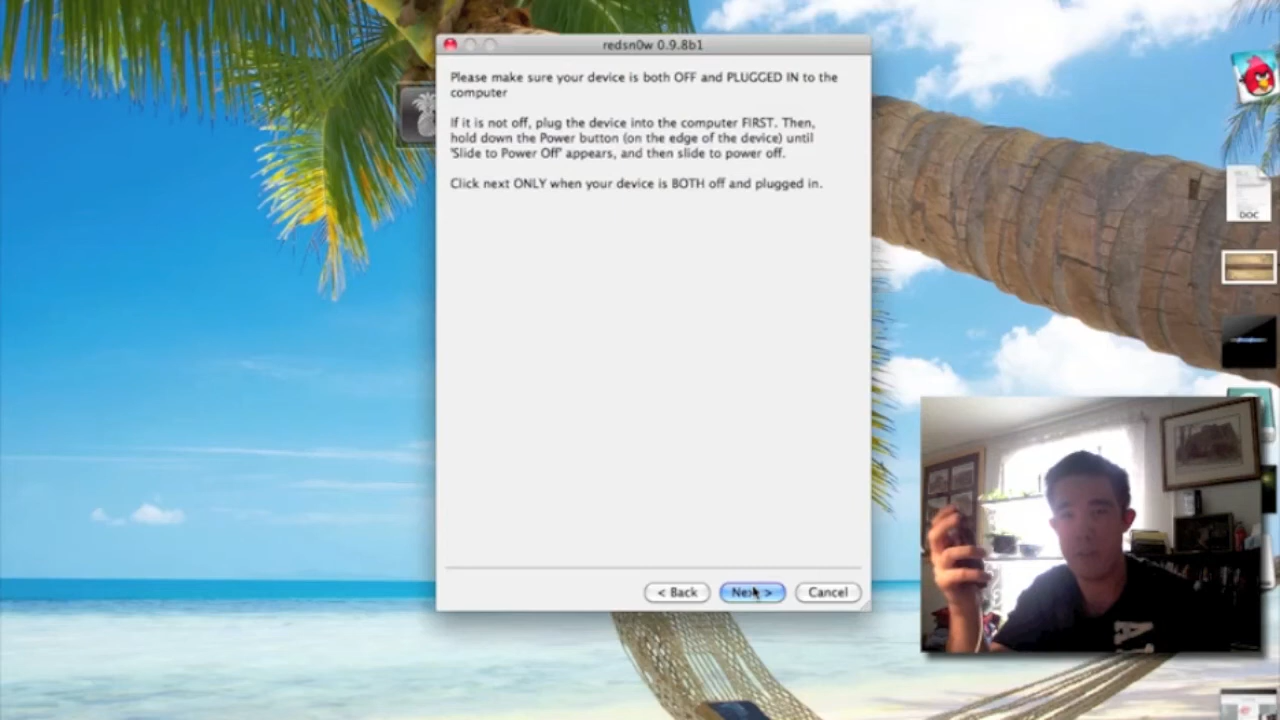 redsn0w 0.9.8b1
Please make sure your device is both OFF and PLUGGED IN to the
computer
If it is not off, plug the device into the computer FIRST. Then,
hold down the Power button (on the edge of the device) until
'Slide to Power Off' appears, and then slide to power off.
Click next ONLY when your device is BOTH off and plugged in.
< Back
Next >
Cancel
DOC